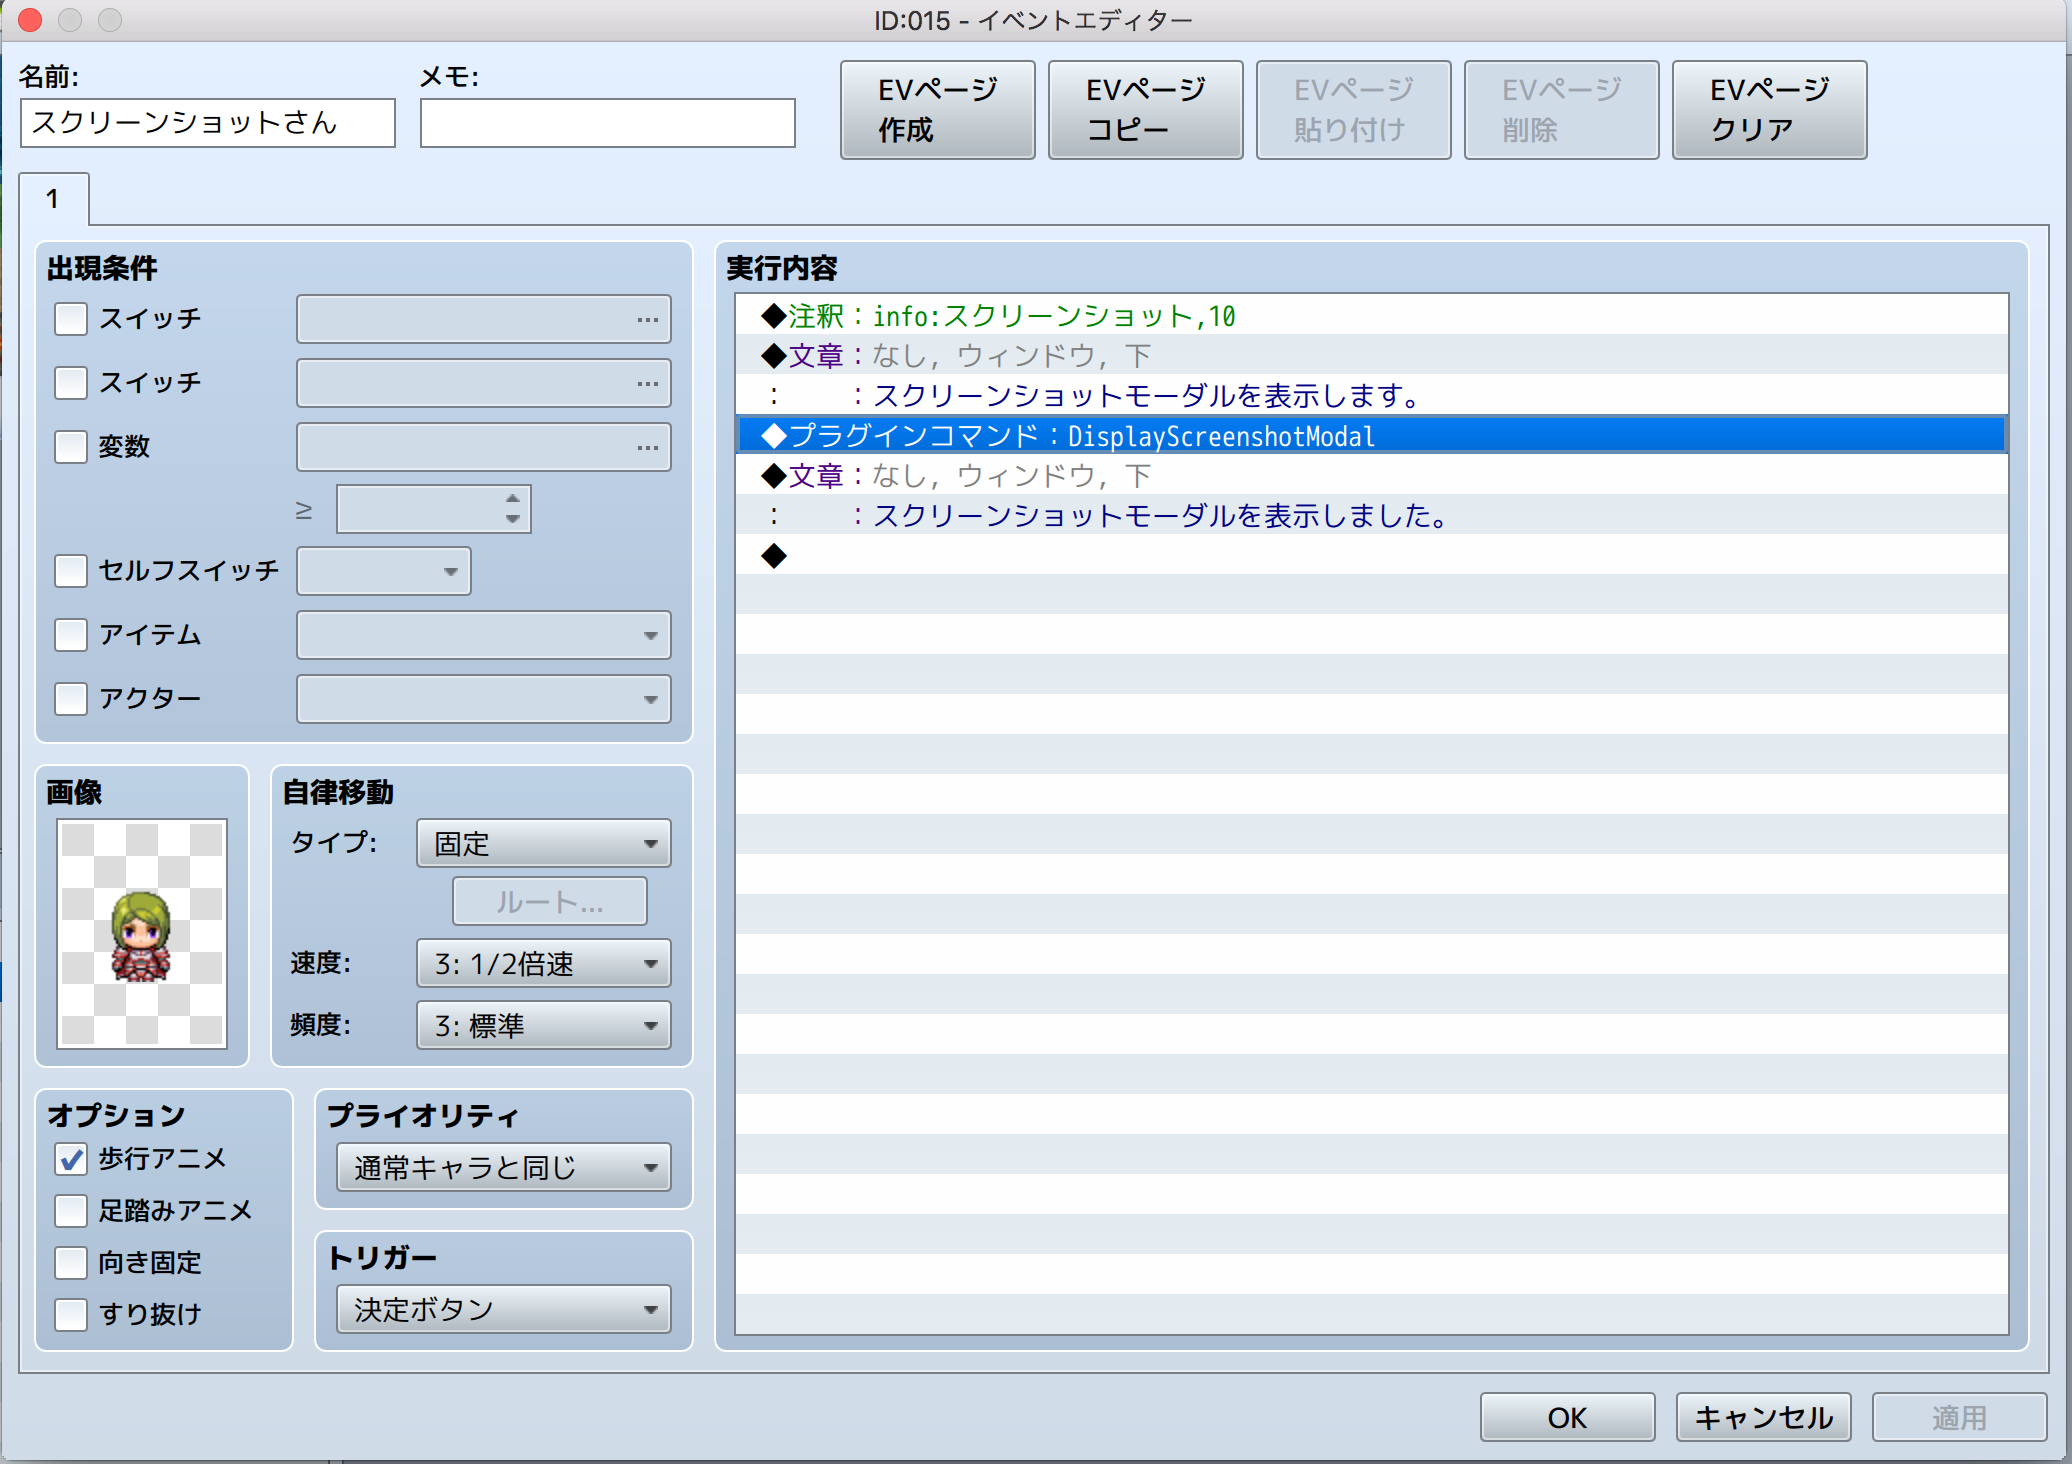 ID:015 - イベントエディター
名前:
メモ:
スクリーンショットさん
EVページ
作成
EVページ
コピー
EVページ
貼り付け
EVページ
削除
EVページ
クリア
1
出現条件
スイッチ
...
スイッチ
...
変数
...
≥
セルフスイッチ
アイテム
アクター
画像
自律移動
タイプ:
固定
ルート...
速度:
3: 1/2倍速
頻度:
3: 標準
オプション
歩行アニメ
足踏みアニメ
向き固定
すり抜け
プライオリティ
通常キャラと同じ
トリガー
決定ボタン
実行内容
◆注釈：info:スクリーンショット,10
◆文章：なし, ウィンドウ, 下
：　　：スクリーンショットモーダルを表示します。
◆プラグインコマンド：DisplayScreenshotModal
◆文章：なし, ウィンドウ, 下
：　　：スクリーンショットモーダルを表示しました。
◆
OK
キャンセル
適用